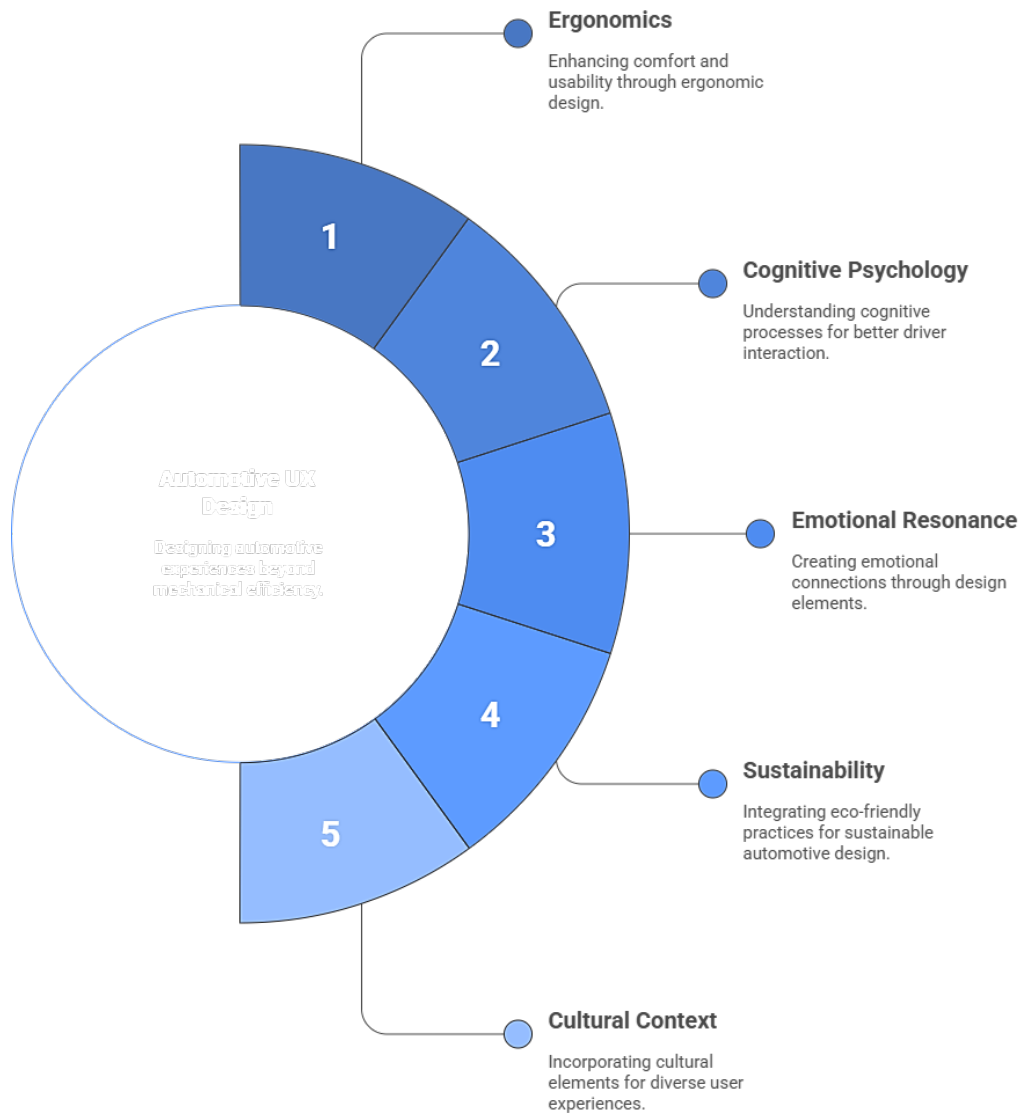 Ergonomics
Enhancing comfort and
usability through ergonomic
design.
1
Cognitive Psychology
Understanding cognitive
processes for better driver
interaction.
2
Automotive UX
Design
Designing automotive
experiences beyond
mechanical efficiency.
3
Emotional Resonance
Creating emotional
connections through design
elements.
4
Sustainability
Integrating eco-friendly
practices for sustainable
automotive design.
5
Cultural Context
Incorporating cultural
elements for diverse user
experiences.